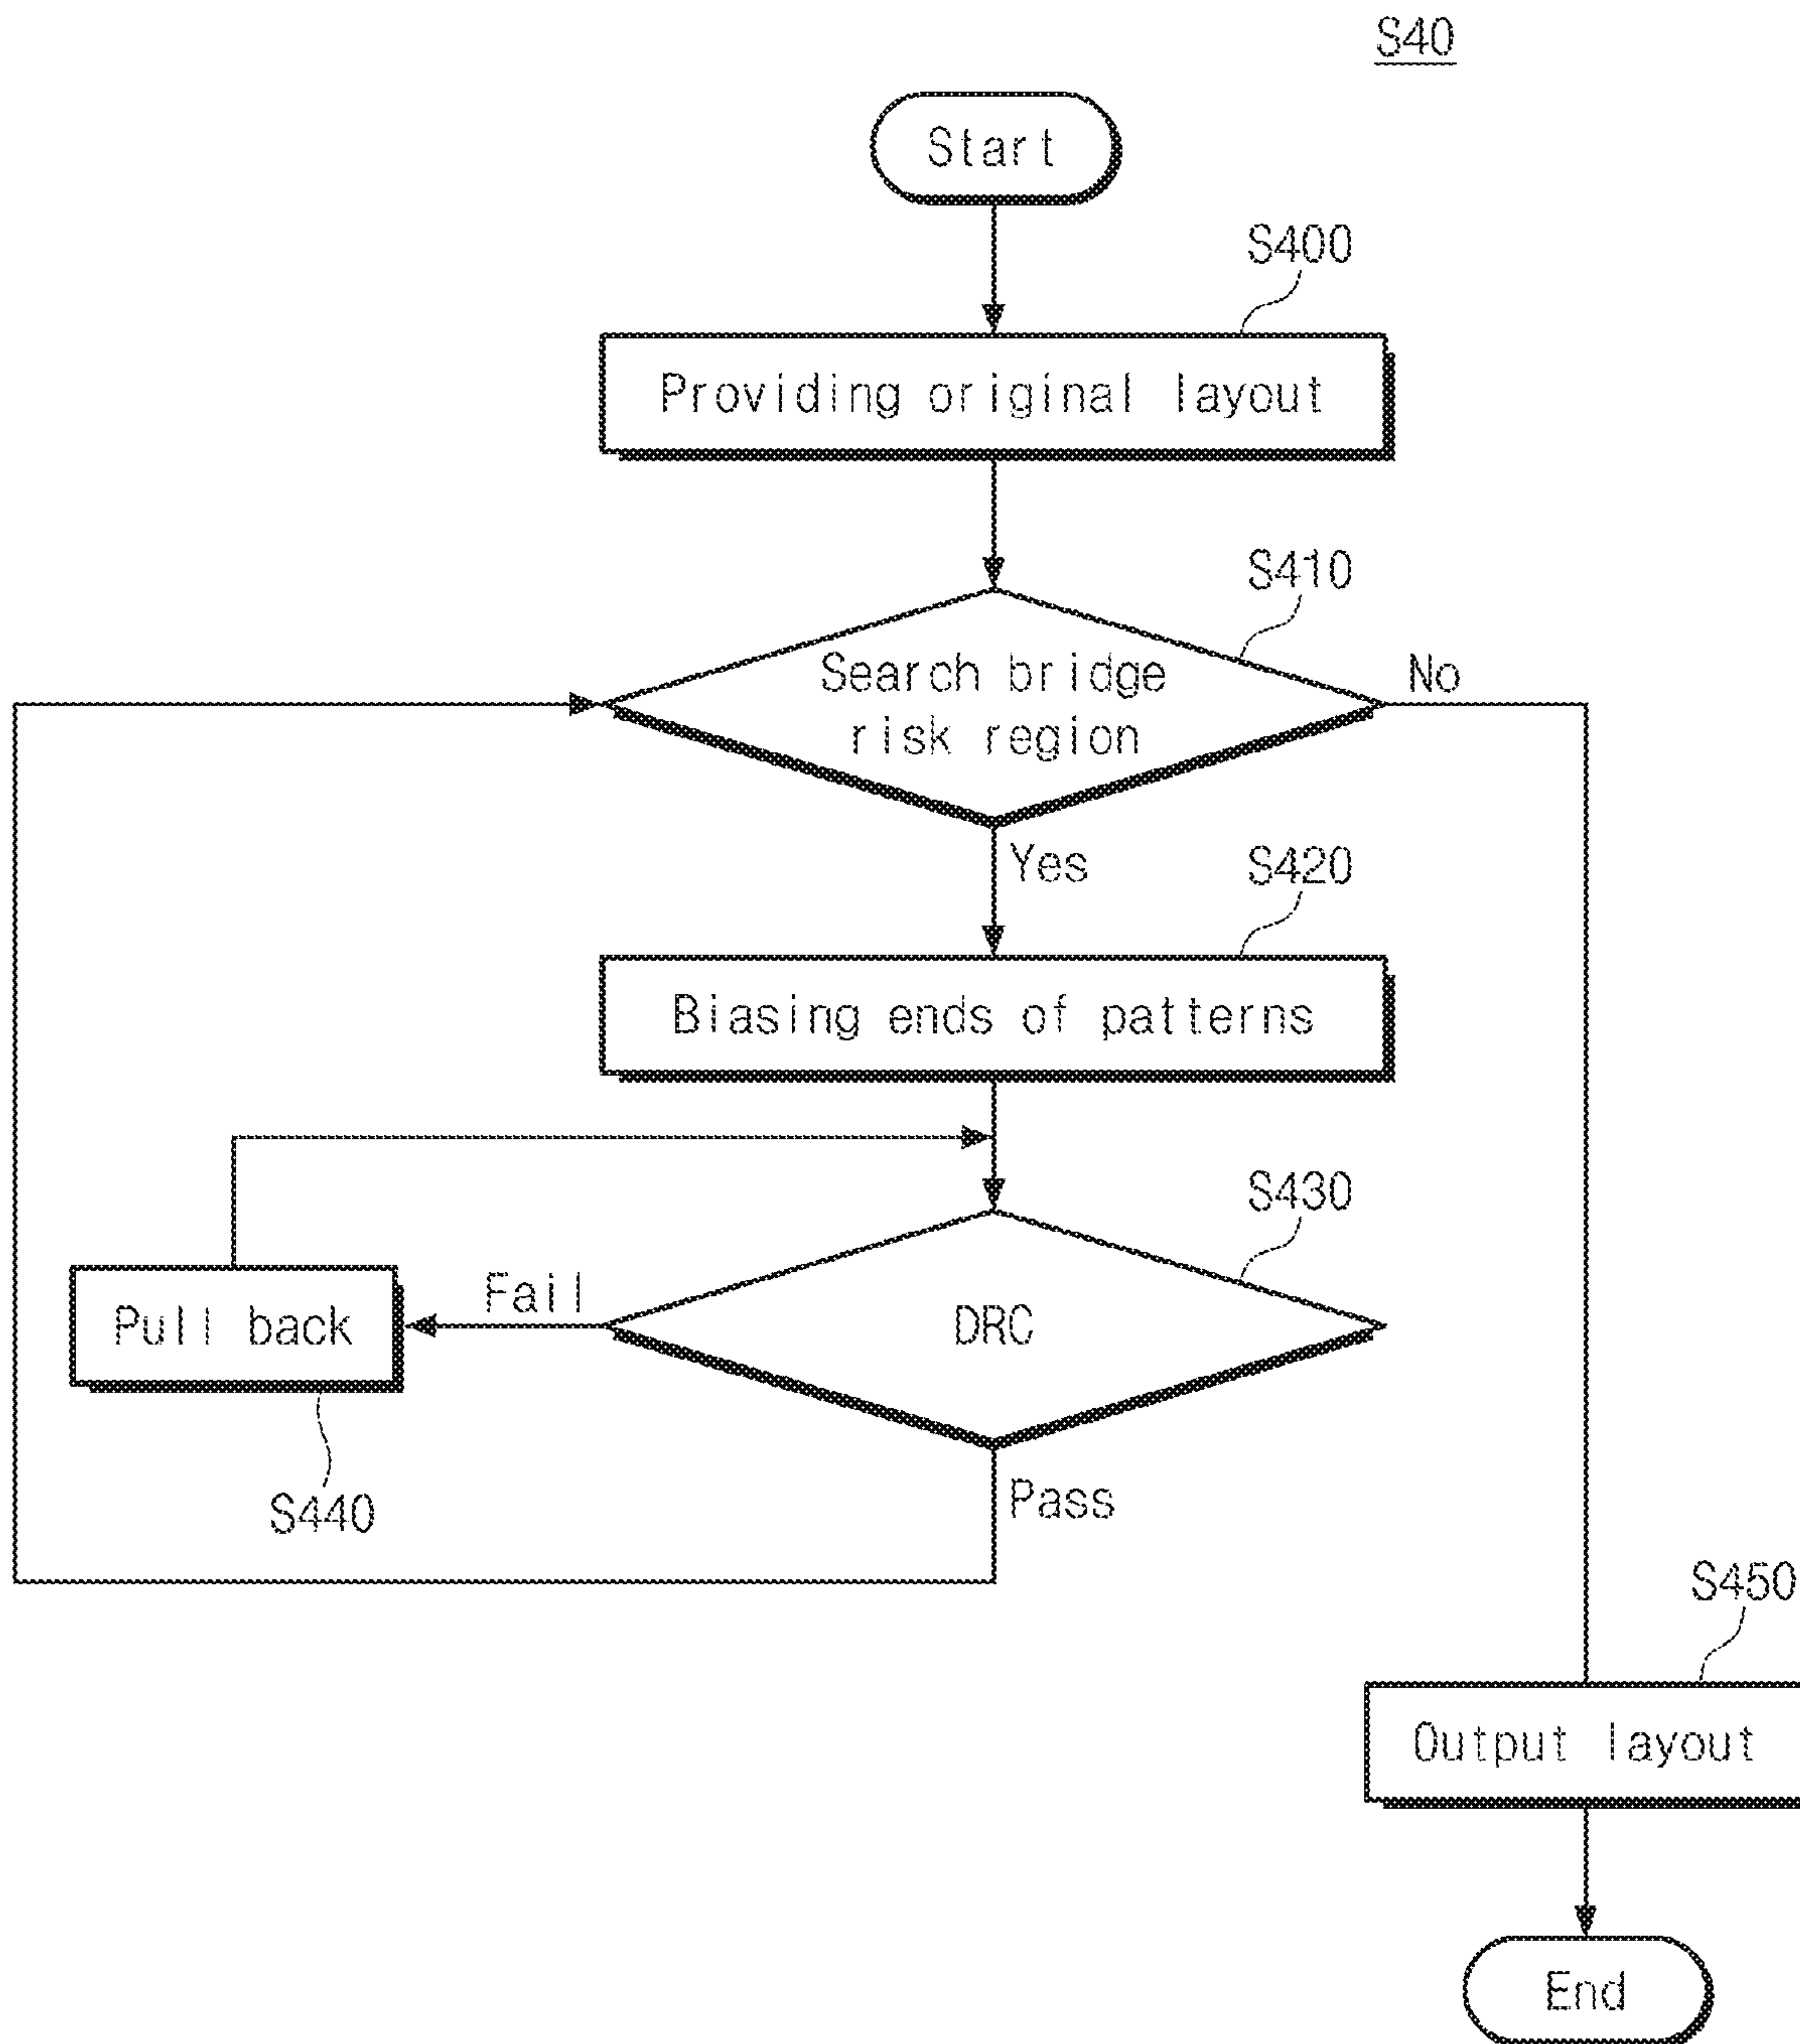 S40
Start
S400
Providing original layout
S410
Search bridge
risk region
No
Yes
S420
Biasing ends of patterns
S430
Fail
Pull back
DRC
S440
Pass
S450
Output layout
End